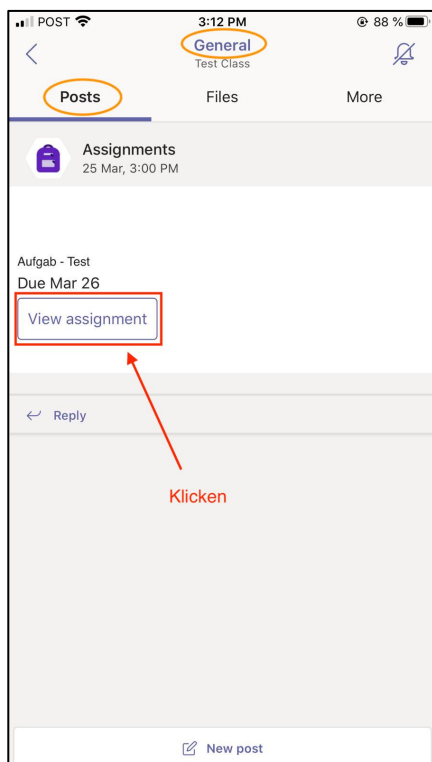 POST 3:12 PM 88 %
General
Test Class
Posts Files More
Assignments
25 Mar, 3:00 PM
Aufgab - Test
Due Mar 26
View assignment
Reply
Klicken
New post